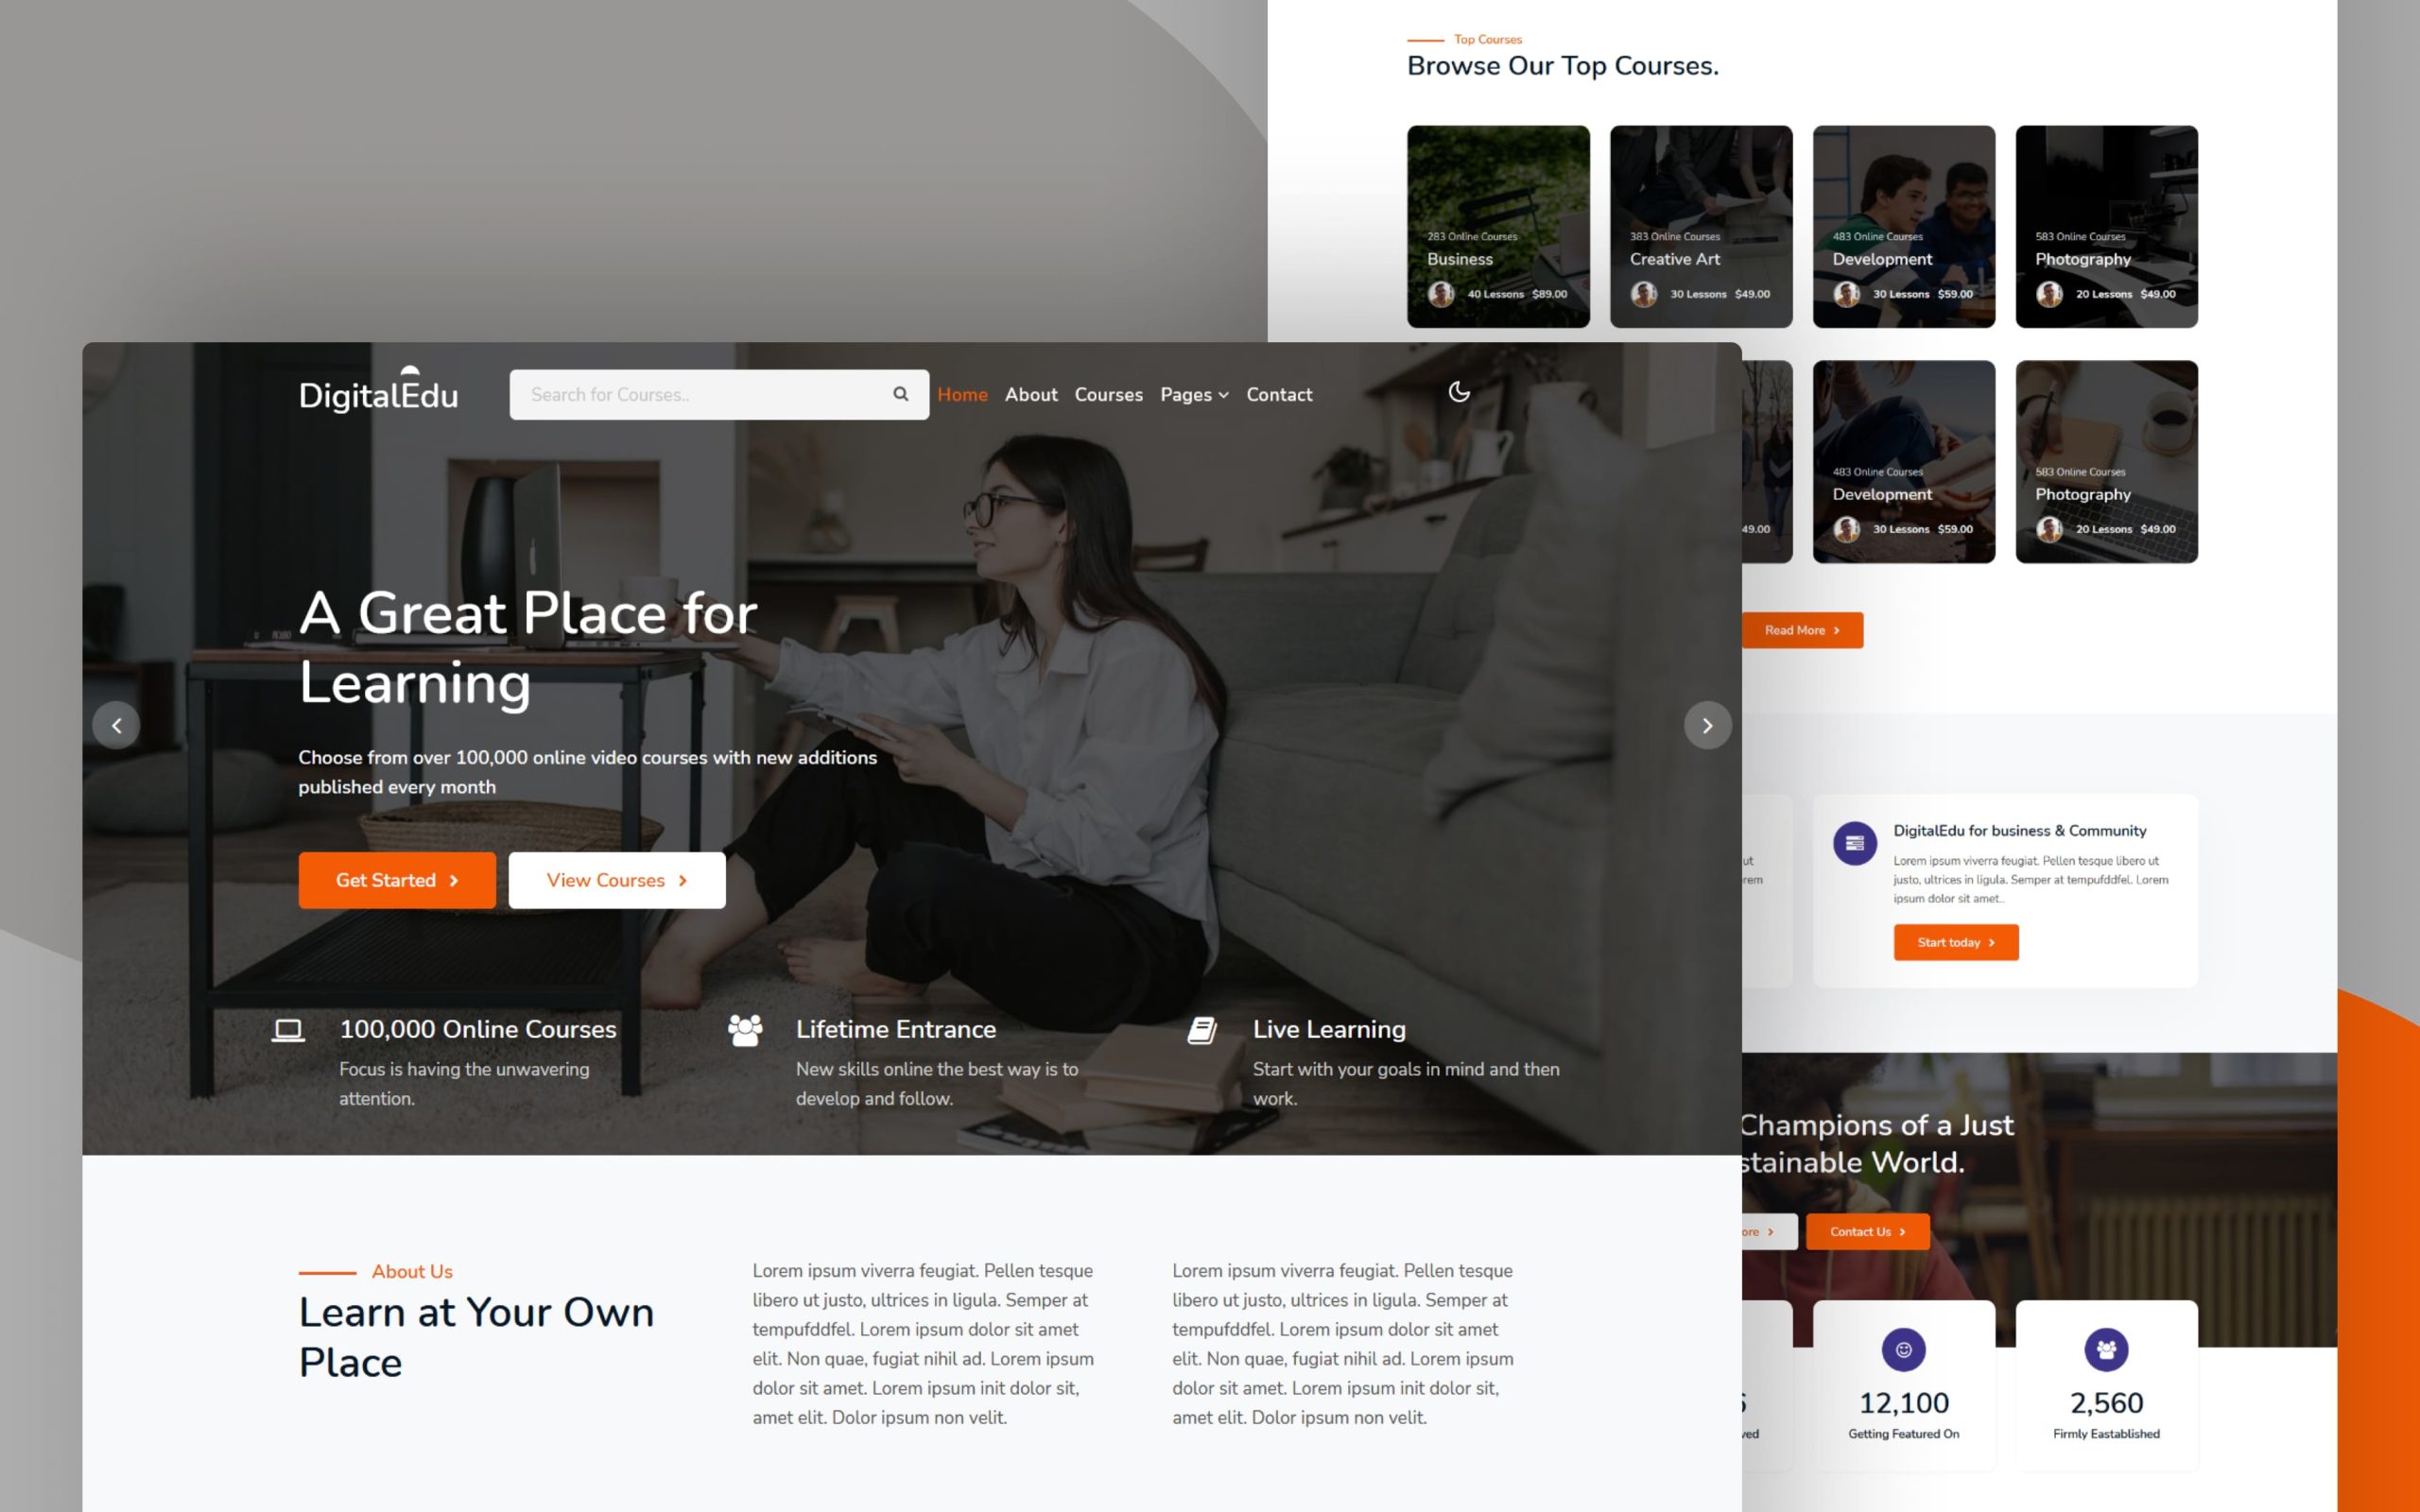 Top Courses
Browse Our Top Courses.
283 Online Courses
Business
40 Lessons $89.00
383 Online Courses
Creative Art
30 Lessons $49.00
483 Online Courses
Development
30 Lessons $59.00
583 Online Courses
Photography
20 Lessons $49.00
49.00
483 Online Courses
Development
30 Lessons $59.00
583 Online Courses
Photography
20 Lessons $49.00
Read More
DigitalEdu
Search for Courses..
Home About Courses Pages Contact
A Great Place for
Learning
Choose from over 100,000 online video courses with new additions
published every month
Get Started
View Courses
100,000 Online Courses
Focus is having the unwavering
attention.
Lifetime Entrance
New skills online the best way is to
develop and follow.
Live Learning
Start with your goals in mind and then
work.
About Us
Learn at Your Own
Place
Lorem ipsum viverra feugiat. Pellen tesque
libero ut justo, ultrices in ligula. Semper at
tempufddfel. Lorem ipsum dolor sit amet
elit. Non quae, fugiat nihil ad. Lorem ipsum
dolor sit amet. Lorem ipsum init dolor sit,
amet elit. Dolor ipsum non velit.
Lorem ipsum viverra feugiat. Pellen tesque
libero ut justo, ultrices in ligula. Semper at
tempufddfel. Lorem ipsum dolor sit amet
elit. Non quae, fugiat nihil ad. Lorem ipsum
dolor sit amet. Lorem ipsum init dolor sit,
amet elit. Dolor ipsum non velit.
ut
rem
DigitalEdu for business & Community
Lorem ipsum viverra feugiat. Pellen tesque libero ut
justo, ultrices in ligula. Semper at tempufddfel. Lorem
ipsum dolor sit amet..
Start today
Champions of a Just
stainable World.
ore
Contact Us
ved
12,100
Getting Featured On
2,560
Firmly Eastablished